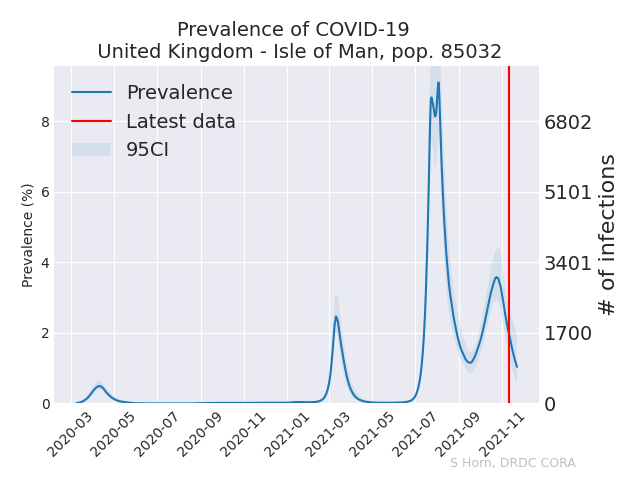 Prevalence of COVID-19
United Kingdom - Isle of Man, pop. 85032
Prevalence
Latest data
95CI
Prevalence (%)
8
6
4
2
0
6802
5101
3401
1700
0
# of infections
2020-03
2020-05
2020-07
2020-09
2020-11
2021-01
2021-03
2021-05
2021-07
2021-09
2021-11
S Horn, DRDC CORA